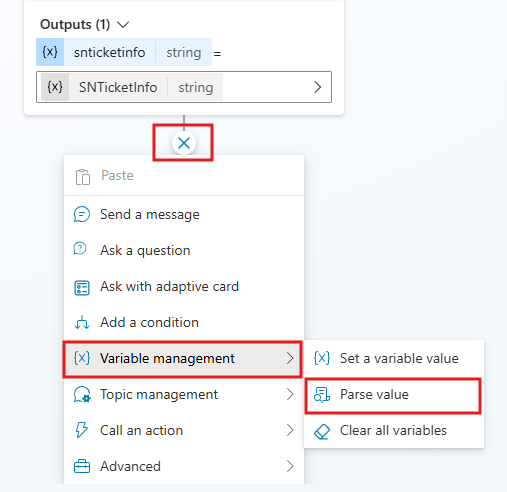 Outputs (1)
{x} snticketinfo string =
{x} SNTicketInfo string
Paste
Send a message
Ask a question
Ask with adaptive card
Add a condition
{x} Variable management
{x} Set a variable value
Topic management
Parse value
Call an action
Clear all variables
Advanced